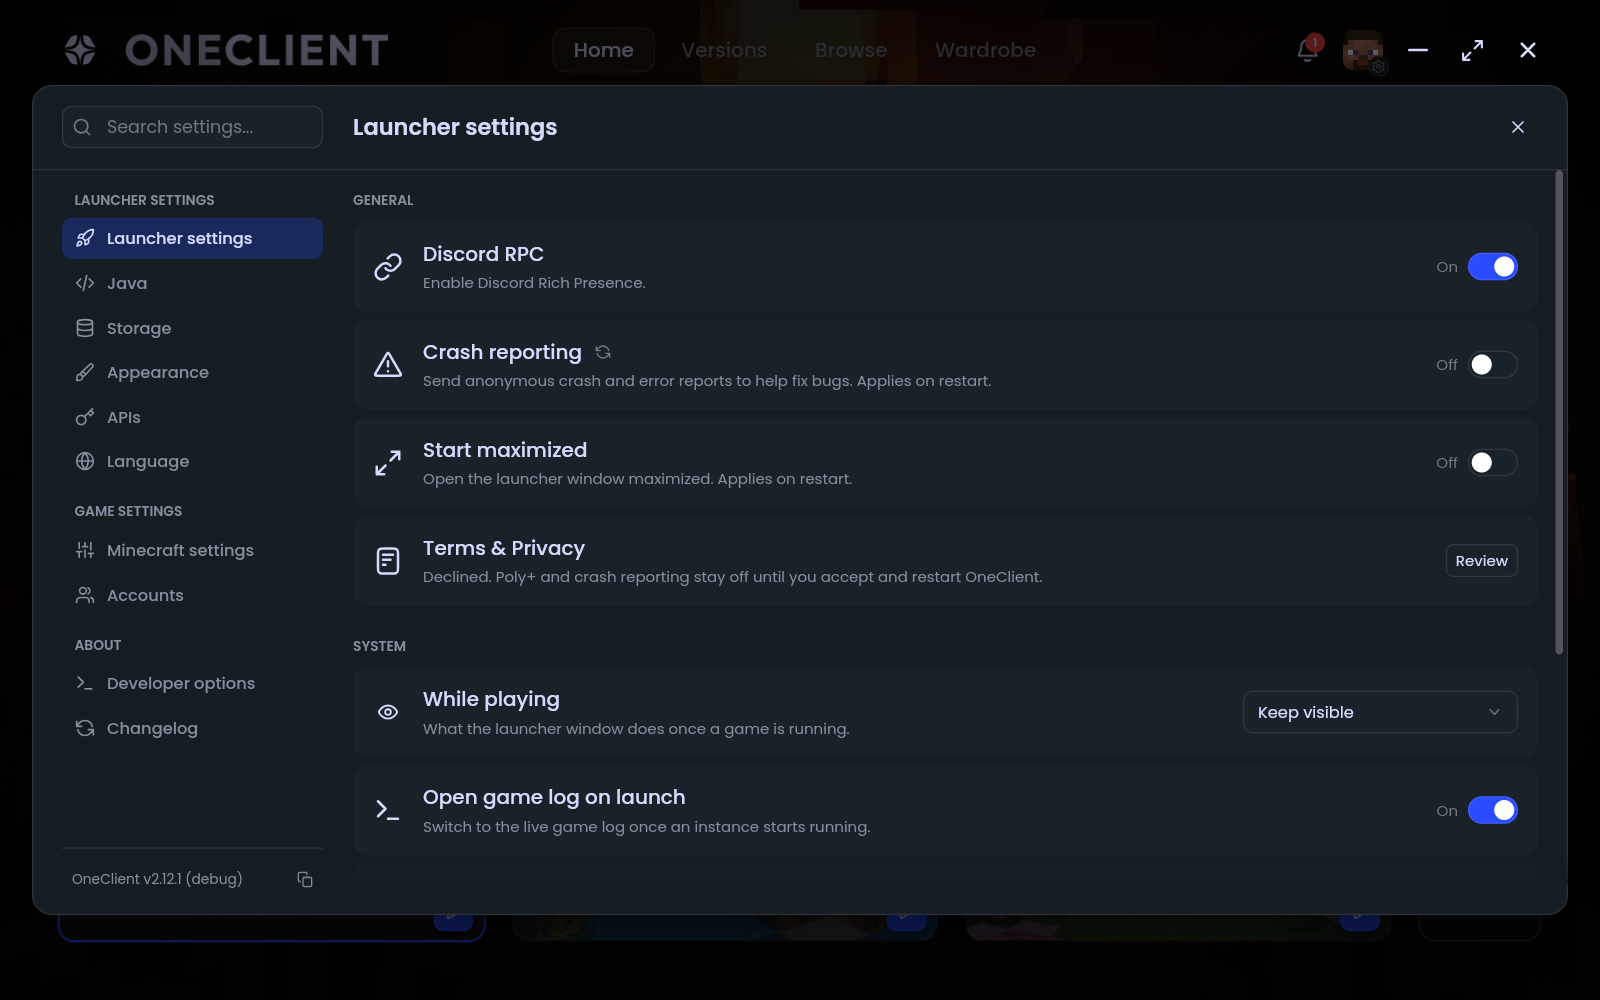 ONECLIENT
Home
Versions
Browse
Wardrobe
1
Search settings...
Launcher settings
LAUNCHER SETTINGS
Launcher settings
Java
Storage
Appearance
APIs
Language
GAME SETTINGS
Minecraft settings
Accounts
ABOUT
Developer options
Changelog
OneClient v2.12.1 (debug)
GENERAL
Discord RPC
Enable Discord Rich Presence.
On
Crash reporting
Send anonymous crash and error reports to help fix bugs. Applies on restart.
Off
Start maximized
Open the launcher window maximized. Applies on restart.
Off
Terms & Privacy
Declined. Poly+ and crash reporting stay off until you accept and restart OneClient.
Review
SYSTEM
While playing
What the launcher window does once a game is running.
Keep visible
Open game log on launch
Switch to the live game log once an instance starts running.
On